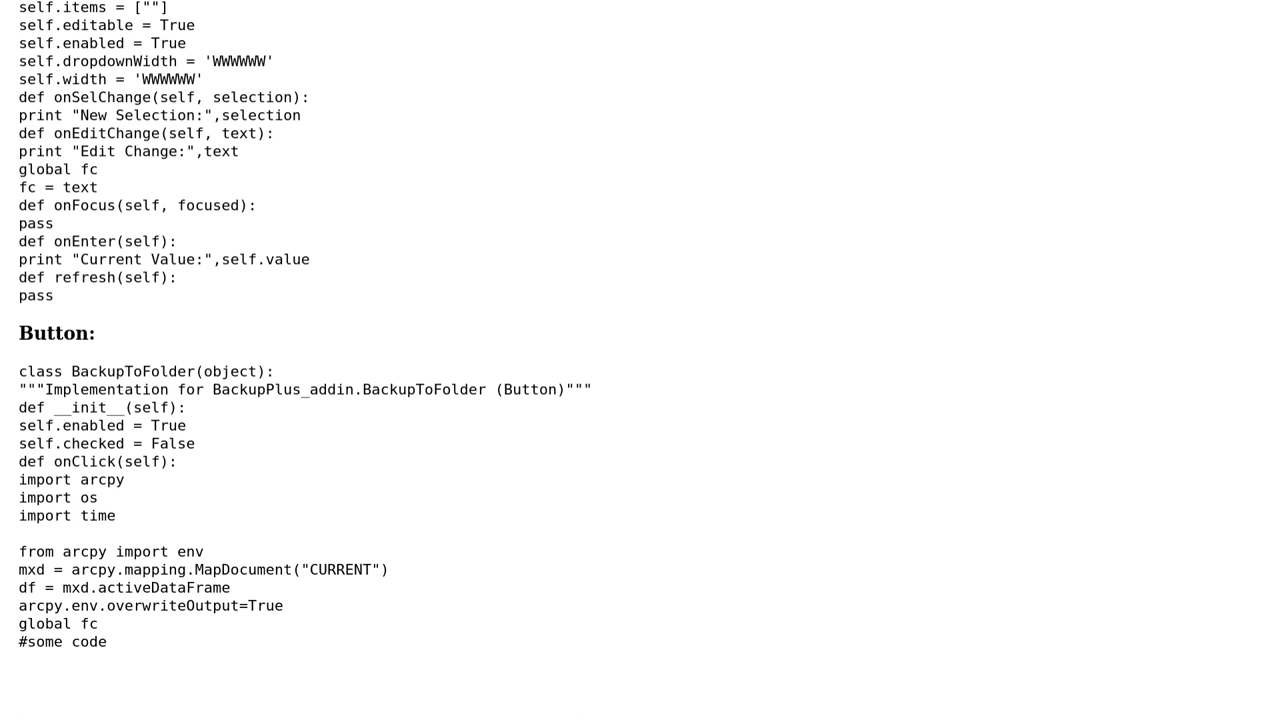 self.items = [""]
self.editable = True
self.enabled = True
self.dropdownWidth = 'WWWWWW'
self.width = 'WWWWWW'
def onSelChange(self, selection):
print "New Selection:",selection
def onEditChange(self, text):
print "Edit Change:",text
global fc
fc = text
def onFocus(self, focused):
pass
def onEnter(self):
print "Current Value:",self.value
def refresh(self):
pass
Button:
class BackupToFolder(object):
"""Implementation for BackupPlus_addin.BackupToFolder (Button)"""
def __init__(self):
self.enabled = True
self.checked = False
def onClick(self):
import arcpy
import os
import time
from arcpy import env
mxd = arcpy.mapping.MapDocument("CURRENT")
df = mxd.activeDataFrame
arcpy.env.overwriteOutput=True
global fc
#some code